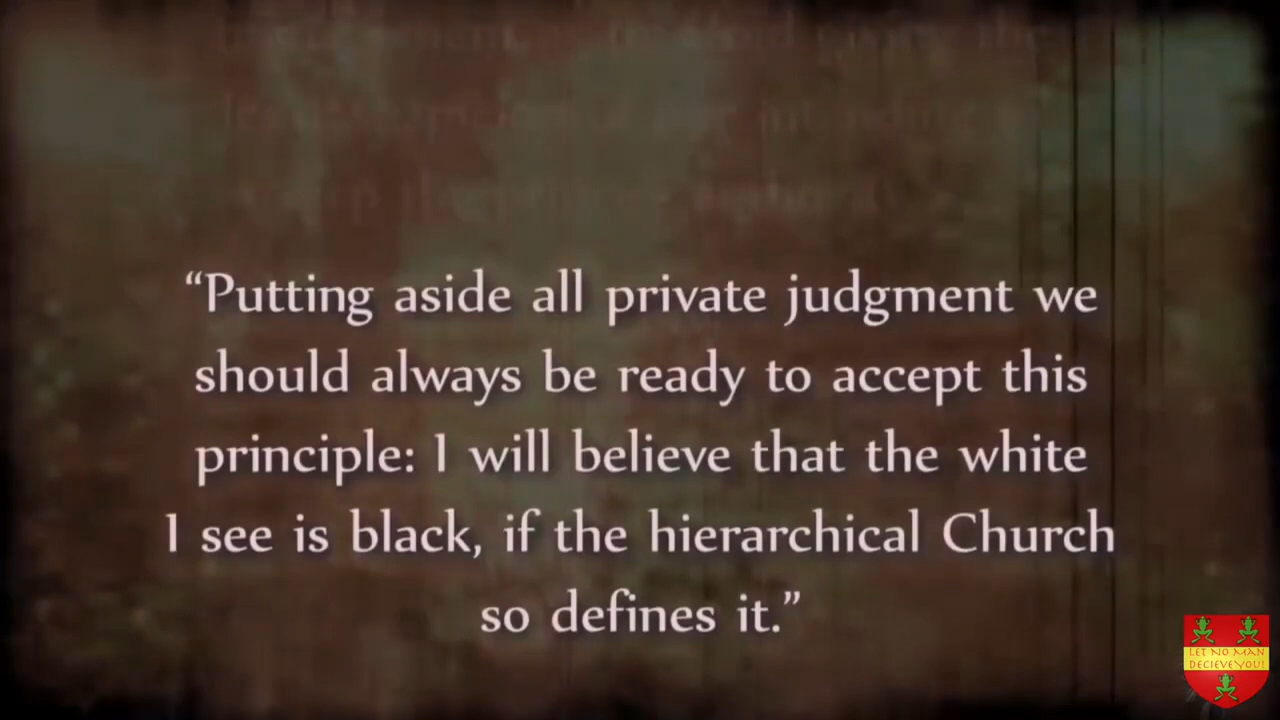 “Putting aside all private judgment we
should always be ready to accept this
principle: I will believe that the white
I see is black, if the hierarchical Church
so defines it.”
LET NO MAN
DECIEVE YOU!